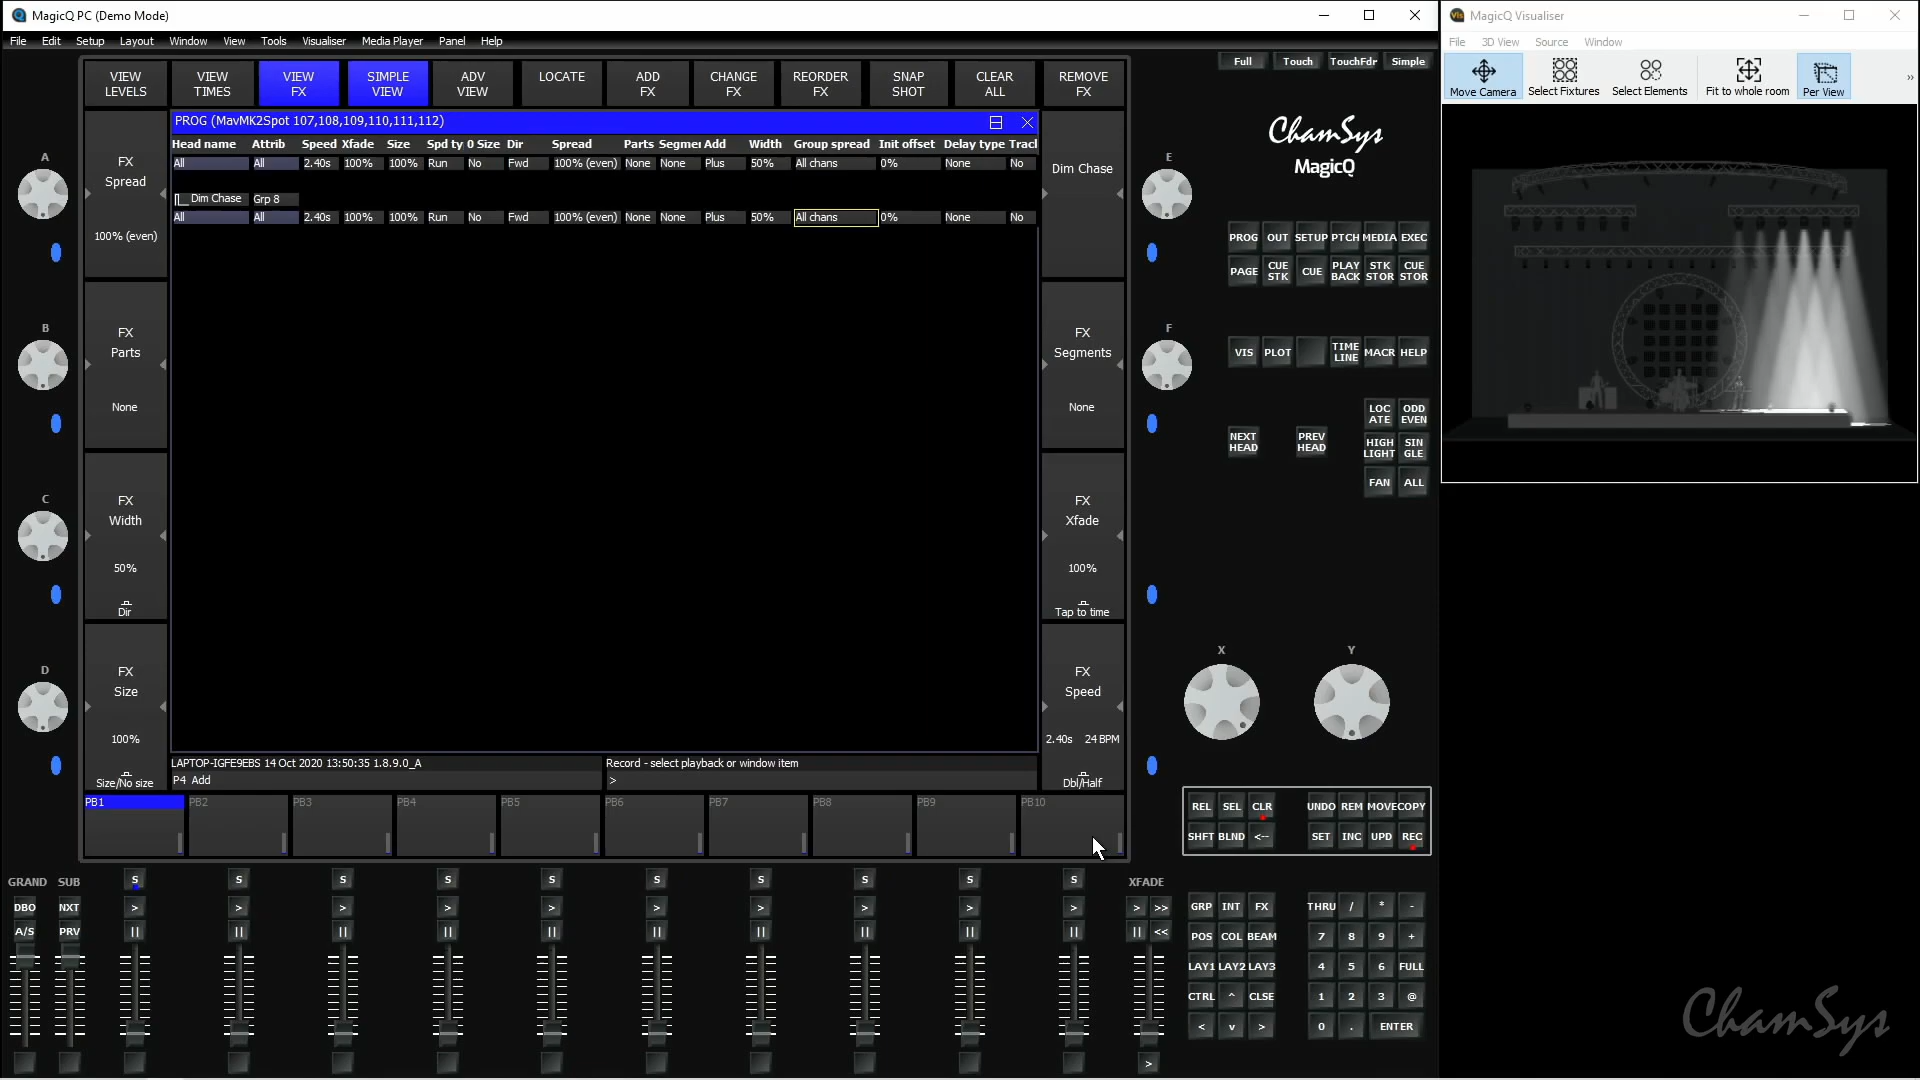 MagicQ PC (Demo Mode)
File Edit Setup Layout Window View Tools Visualiser Media Player Panel Help
VIEW LEVELS
VIEW TIMES
VIEW FX
SIMPLE VIEW
ADV VIEW
LOCATE
ADD FX
CHANGE FX
REORDER FX
SNAP SHOT
CLEAR ALL
REMOVE FX
Full Touch TouchFdr Simple
PROG (MavMK2Spot 107,108,109,110,111,112)
Head name Attrib Speed Xfade Size Spd ty 0 Size Dir Spread Parts Segmen Add Width Group spread Init offset Delay type Tracl
All All 2.40s 100% 100% Run No Fwd 100% (even) None None Plus 50% All chans 0% None No
Dim Chase Grp 8
All All 2.40s 100% 100% Run No Fwd 100% (even) None None Plus 50% All chans 0% None No
A
FX Spread
100% (even)
B
FX Parts
None
C
FX Width
50%
Dir
D
FX Size
100%
Size/No size
Dim Chase
FX Segments
None
FX Xfade
100%
Tap to time
FX Speed
2.40s 24 BPM
Dbl/Half
E
F
LAPTOP-IGFE9EBS 14 Oct 2020 13:50:35 1.8.9.0_A
P4 Add
Record - select playback or window item
>
PB1 PB2 PB3 PB4 PB5 PB6 PB7 PB8 PB9 PB10
GRAND SUB
DBO NXT
A/S PRV
S S S S S S S S S S
> > > > > > > > > >
XFADE
> >>
<<
>
ChamSys
MagicQ
PROG OUT SETUP PTCH MEDIA EXEC
PAGE CUE STK CUE PLAY BACK STK STOR CUE STOR
VIS PLOT TIME LINE MACR HELP
LOC ATE ODD EVEN
NEXT HEAD PREV HEAD HIGH LIGHT SIN GLE
FAN ALL
X Y
REL SEL CLR UNDO REM MOVE COPY
SHFT BLND <-- SET INC UPD REC
GRP INT FX THRU / * -
POS COL BEAM 7 8 9 +
LAY1 LAY2 LAY3 4 5 6 FULL
CTRL ^ CLSE 1 2 3 @
< v > 0 . ENTER
MagicQ Visualiser
File 3D View Source Window
Move Camera Select Fixtures Select Elements Fit to whole room Per View »
ChamSys